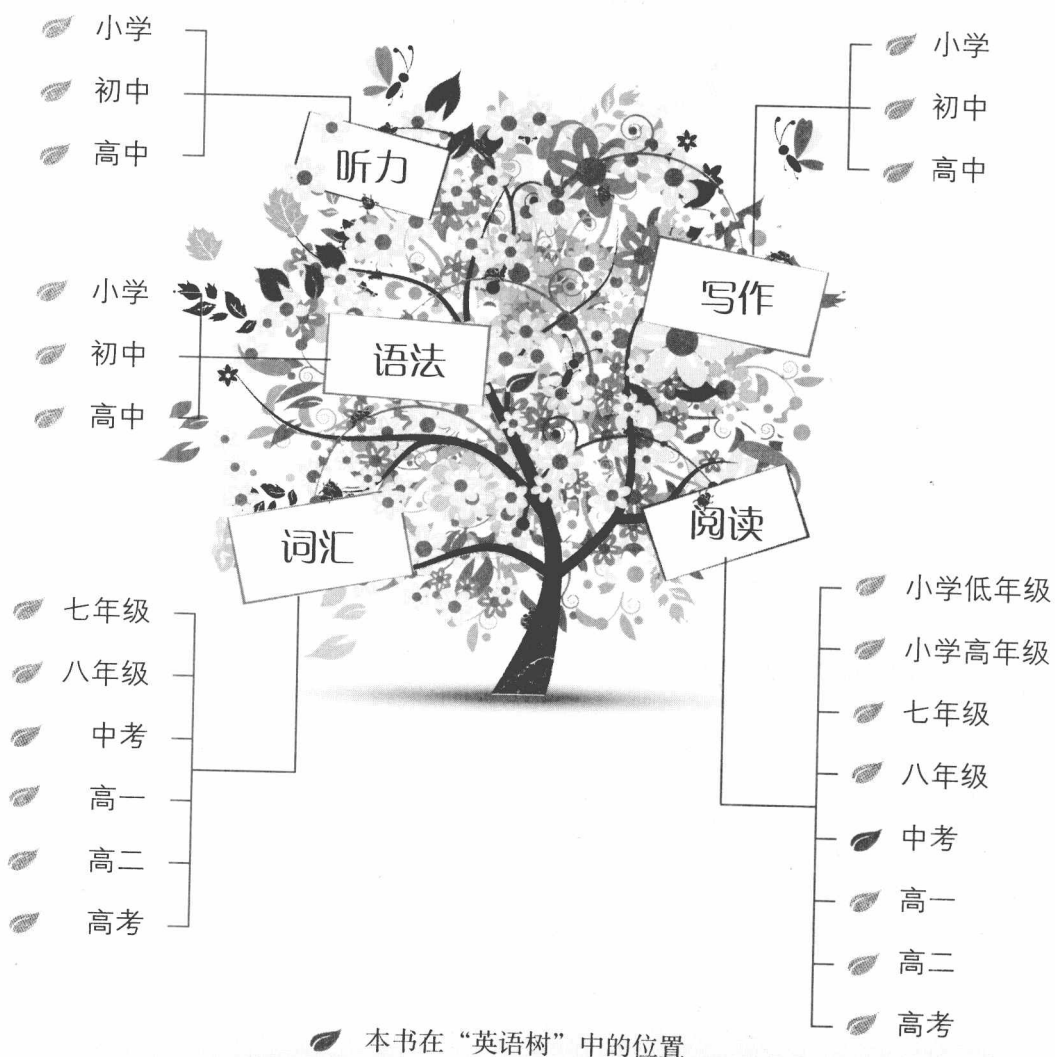 小学
初中
高中
听力
小学
初中
高中
写作
小学
初中
高中
语法
词汇
七年级
八年级
中考
高一
高二
高考
阅读
小学低年级
小学高年级
七年级
八年级
中考
高一
高二
高考
本书在“英语树”中的位置